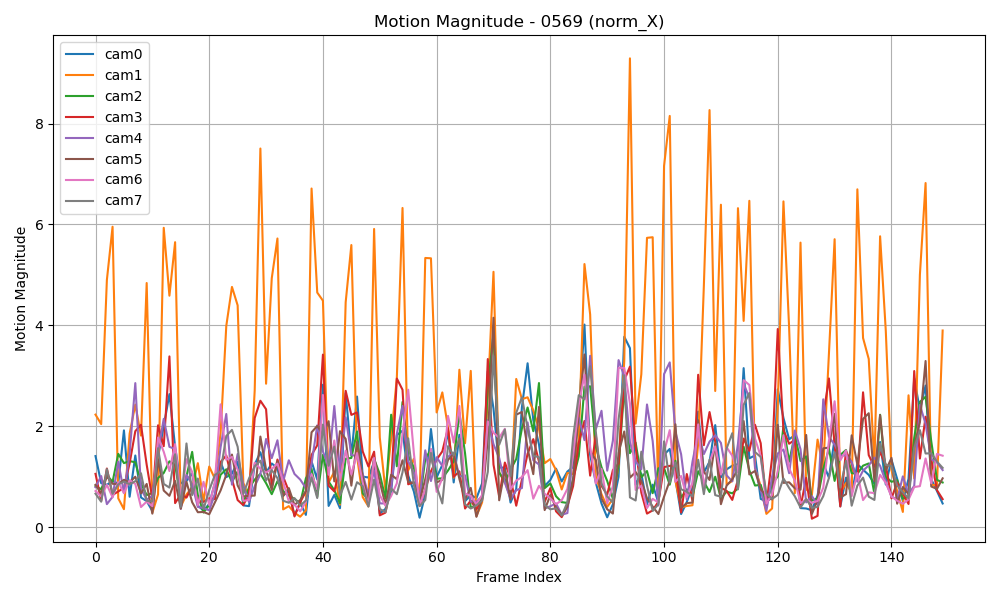 Motion Magnitude - 0569 (norm_X)
cam0
cam1
cam2
cam3
cam4
cam5
cam6
cam7
Motion Magnitude
8
6
4
2
0
0 20 40 60 80 100 120 140
Frame Index